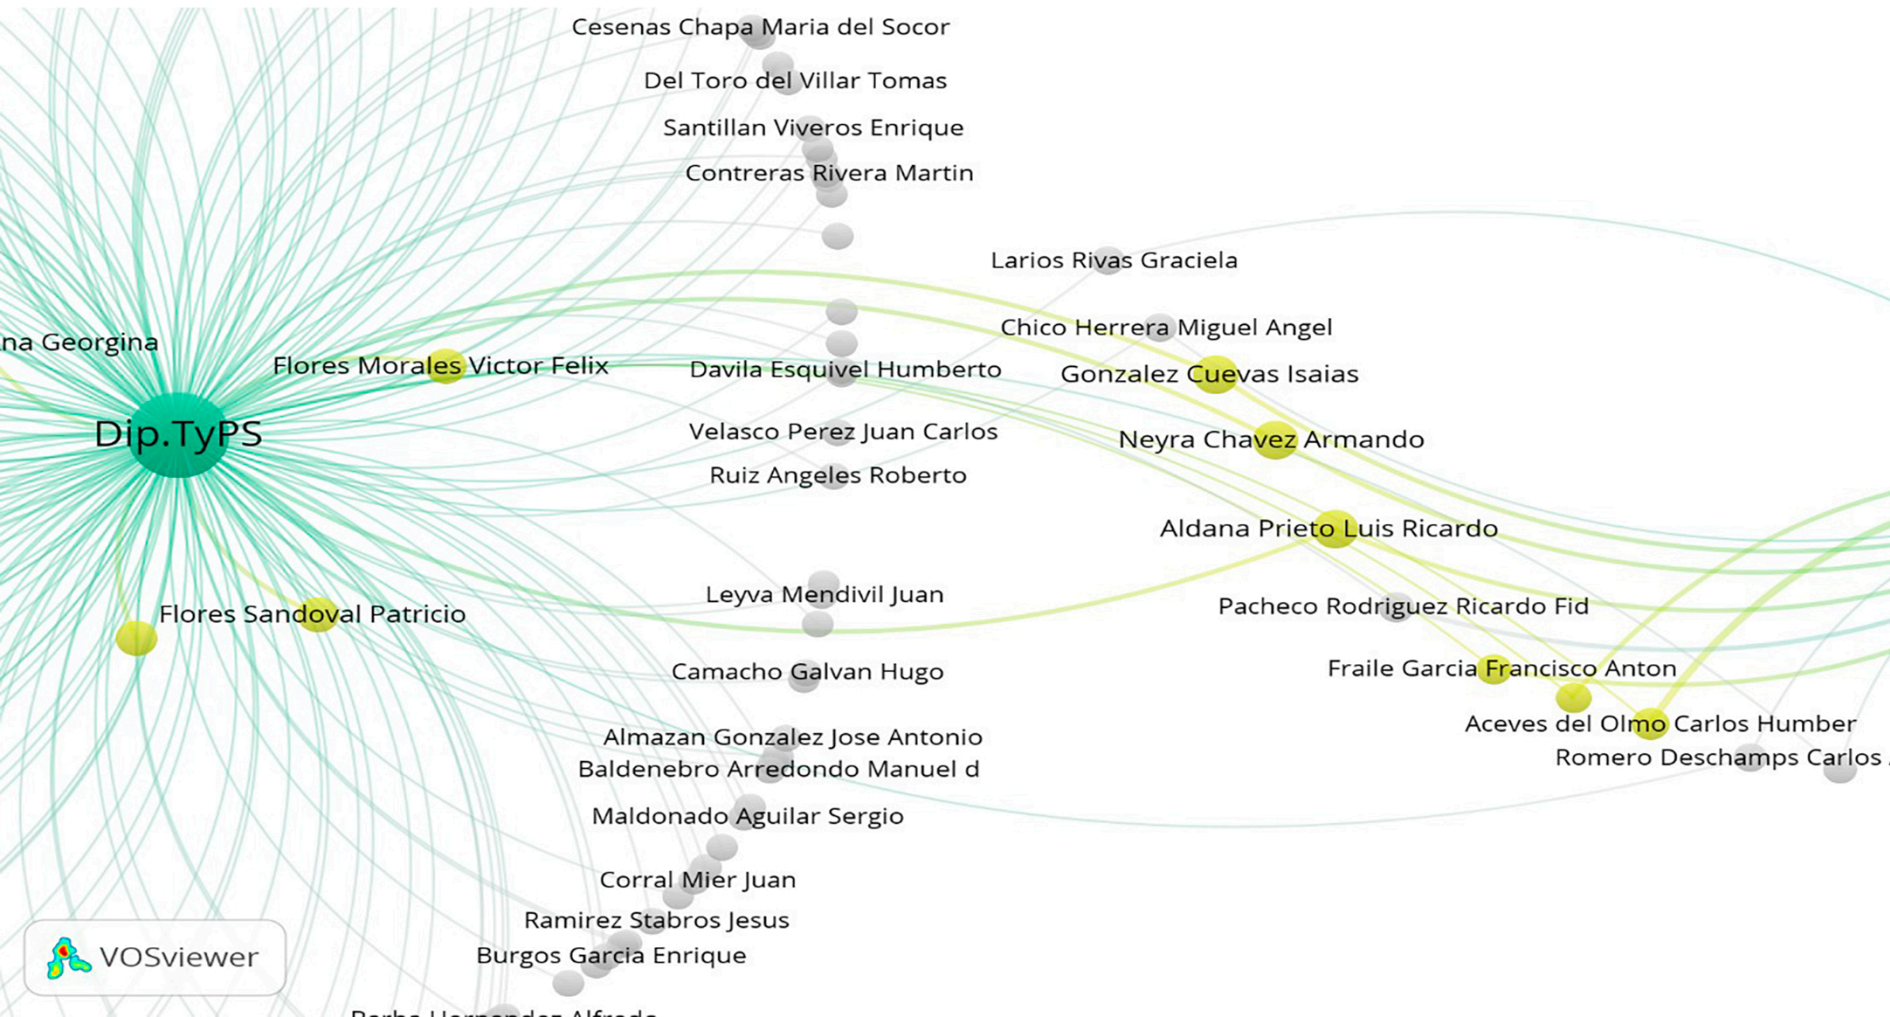 Cesenas Chapa Maria del Socor
Del Toro del Villar Tomas
Santillan Viveros Enrique
Contreras Rivera Martin
Larios Rivas Graciela
Chico Herrera Miguel Angel
na Georgina
Flores Morales Victor Felix
Davila Esquivel Humberto
Gonzalez Cuevas Isaias
Dip.TyPS
Velasco Perez Juan Carlos
Neyra Chavez Armando
Ruiz Angeles Roberto
Aldana Prieto Luis Ricardo
Leyva Mendivil Juan
Pacheco Rodriguez Ricardo Fid
Flores Sandoval Patricio
Camacho Galvan Hugo
Fraile Garcia Francisco Anton
Aceves del Olmo Carlos Humber
Almazan Gonzalez Jose Antonio
Romero Deschamps Carlos
Baldenebro Arredondo Manuel d
Maldonado Aguilar Sergio
Corral Mier Juan
Ramirez Stabros Jesus
Burgos Garcia Enrique
VOSviewer